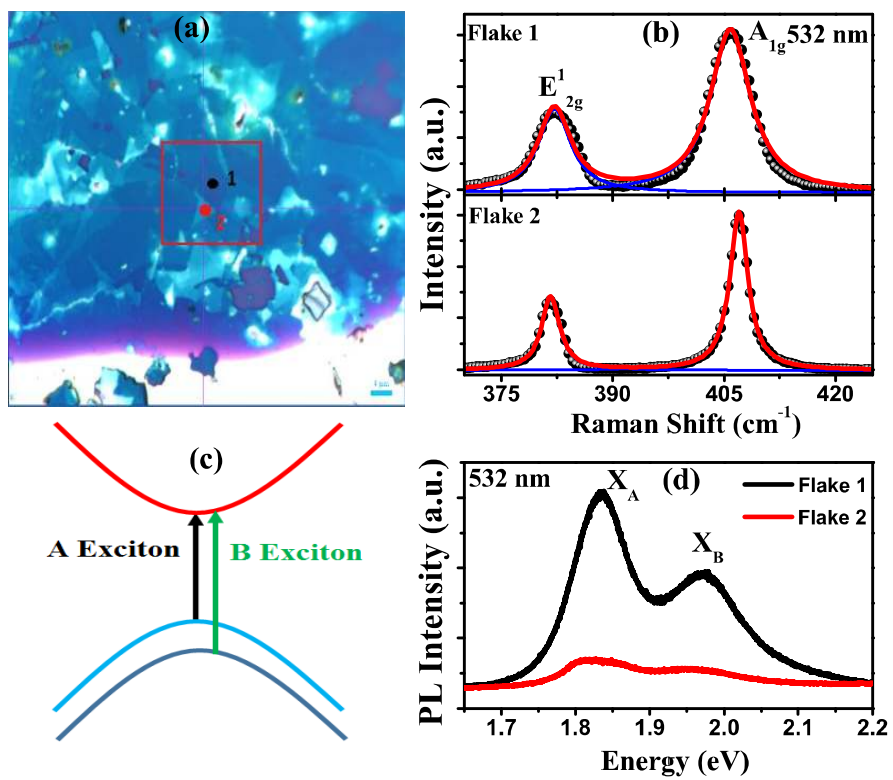 (a)
1
2
Flake 1
(b)
A1g 532 nm
E¹2g
Flake 2
Intensity (a.u.)
375 390 405 420
Raman Shift (cm⁻¹)
(c)
A Exciton
B Exciton
532 nm
XA
(d)
Flake 1
Flake 2
XB
PL Intensity (a.u.)
1.7 1.8 1.9 2.0 2.1 2.2
Energy (eV)